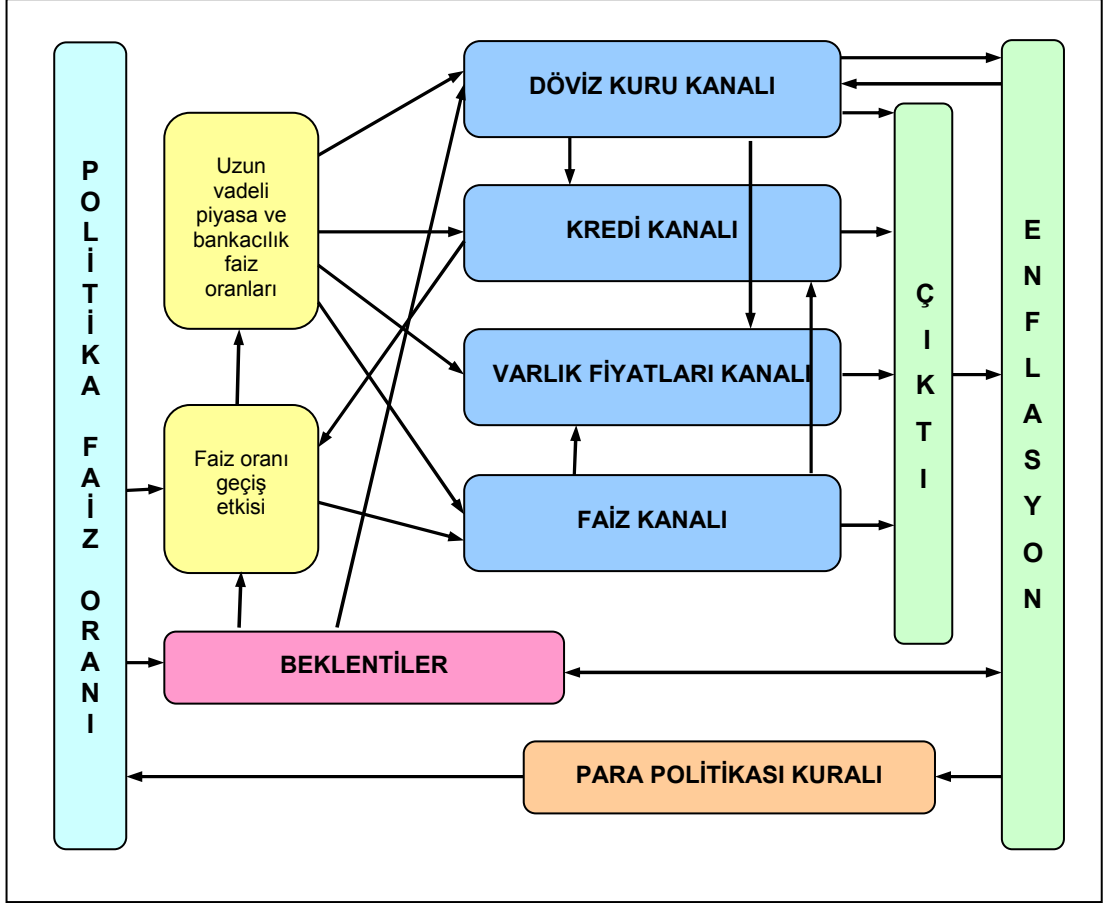 POLİTİKA FAİZ ORANI
Uzun
vadeli
piyasa ve
bankacılık
faiz
oranları
Faiz oranı
geçiş
etkisi
DÖVİZ KURU KANALI
KREDİ KANALI
VARLIK FİYATLARI KANALI
FAİZ KANALI
BEKLENTİLER
PARA POLİTİKASI KURALI
ÇIKTI
ENFLASYON